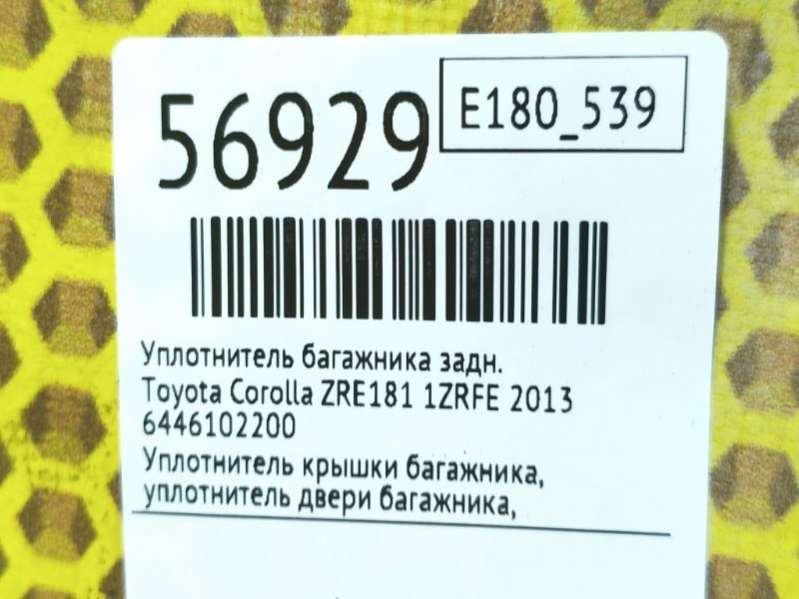 56929
E180_539
Уплотнитель багажника задн.
Toyota Corolla ZRE181 1ZRFE 2013
6446102200
Уплотнитель крышки багажника,
уплотнитель двери багажника,